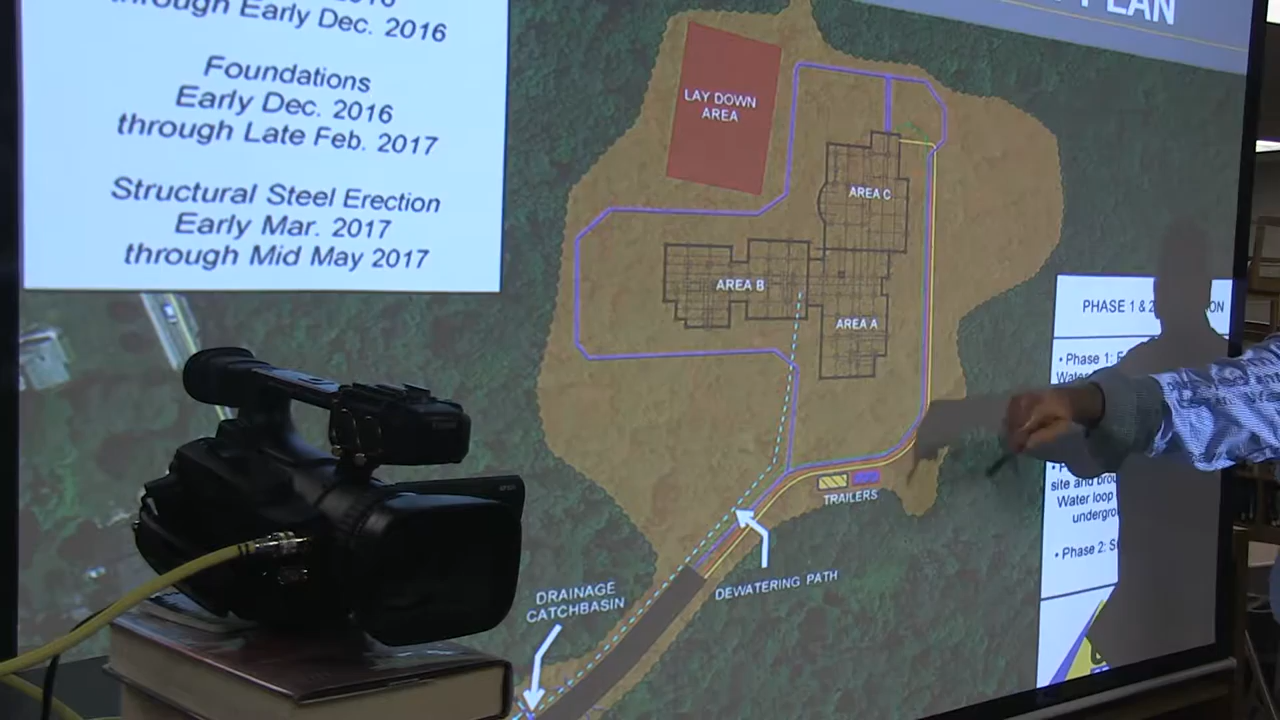 through Early Dec. 2016
Foundations
Early Dec. 2016
through Late Feb. 2017
Structural Steel Erection
Early Mar. 2017
through Mid May 2017
PLAN
LAY DOWN
AREA
AREA C
AREA B
AREA A
TRAILERS
DEWATERING PATH
DRAINAGE
CATCHBASIN
PHASE 1 & 2
• Phase 1:
Water
site and
Water loop
• Phase 2: